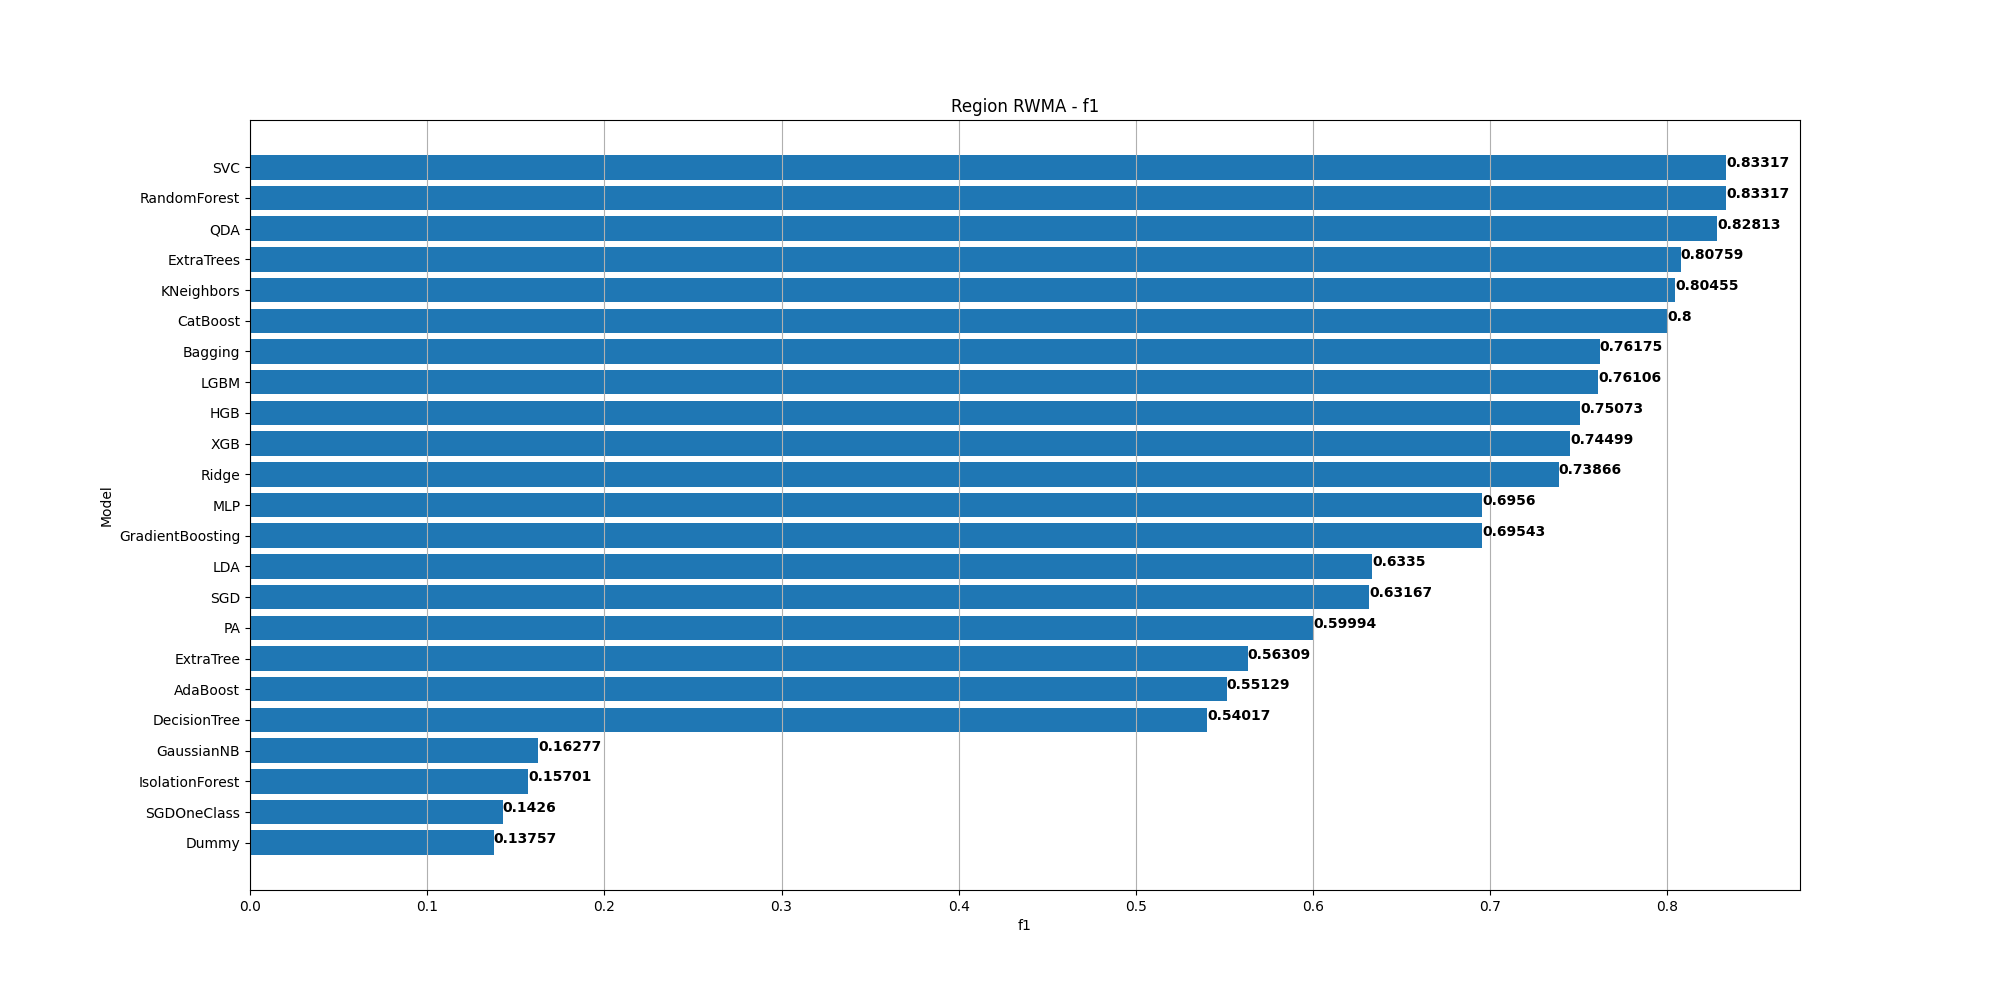 Region RWMA - f1
Model
SVC 0.83317
RandomForest 0.83317
QDA 0.82813
ExtraTrees 0.80759
KNeighbors 0.80455
CatBoost 0.8
Bagging 0.76175
LGBM 0.76106
HGB 0.75073
XGB 0.74499
Ridge 0.73866
MLP 0.6956
GradientBoosting 0.69543
LDA 0.6335
SGD 0.63167
PA 0.59994
ExtraTree 0.56309
AdaBoost 0.55129
DecisionTree 0.54017
GaussianNB 0.16277
IsolationForest 0.15701
SGDOneClass 0.1426
Dummy 0.13757
0.0 0.1 0.2 0.3 0.4 0.5 0.6 0.7 0.8
f1